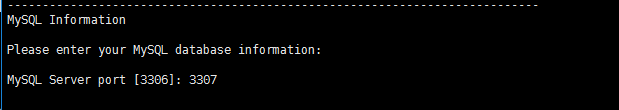 --------------------------------------------------------------------------------
MySQL Information
Please enter your MySQL database information:
MySQL Server port [3306]: 3307